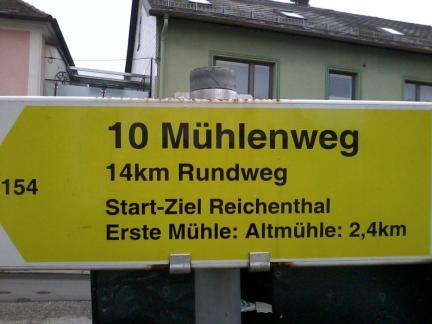 10 Mühlenweg
14km Rundweg
154
Start-Ziel Reichenthal
Erste Mühle: Altmühle: 2,4km